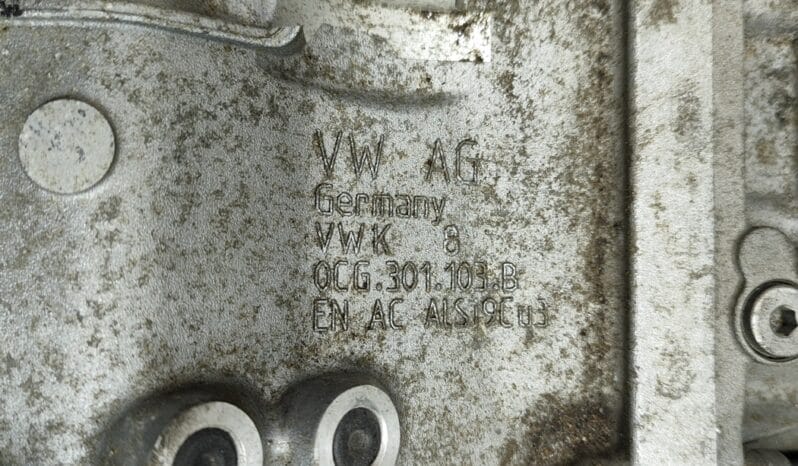 VW AG
Germany
VWK 8
0CG.301.103.B
EN AC ALSi9Cu3